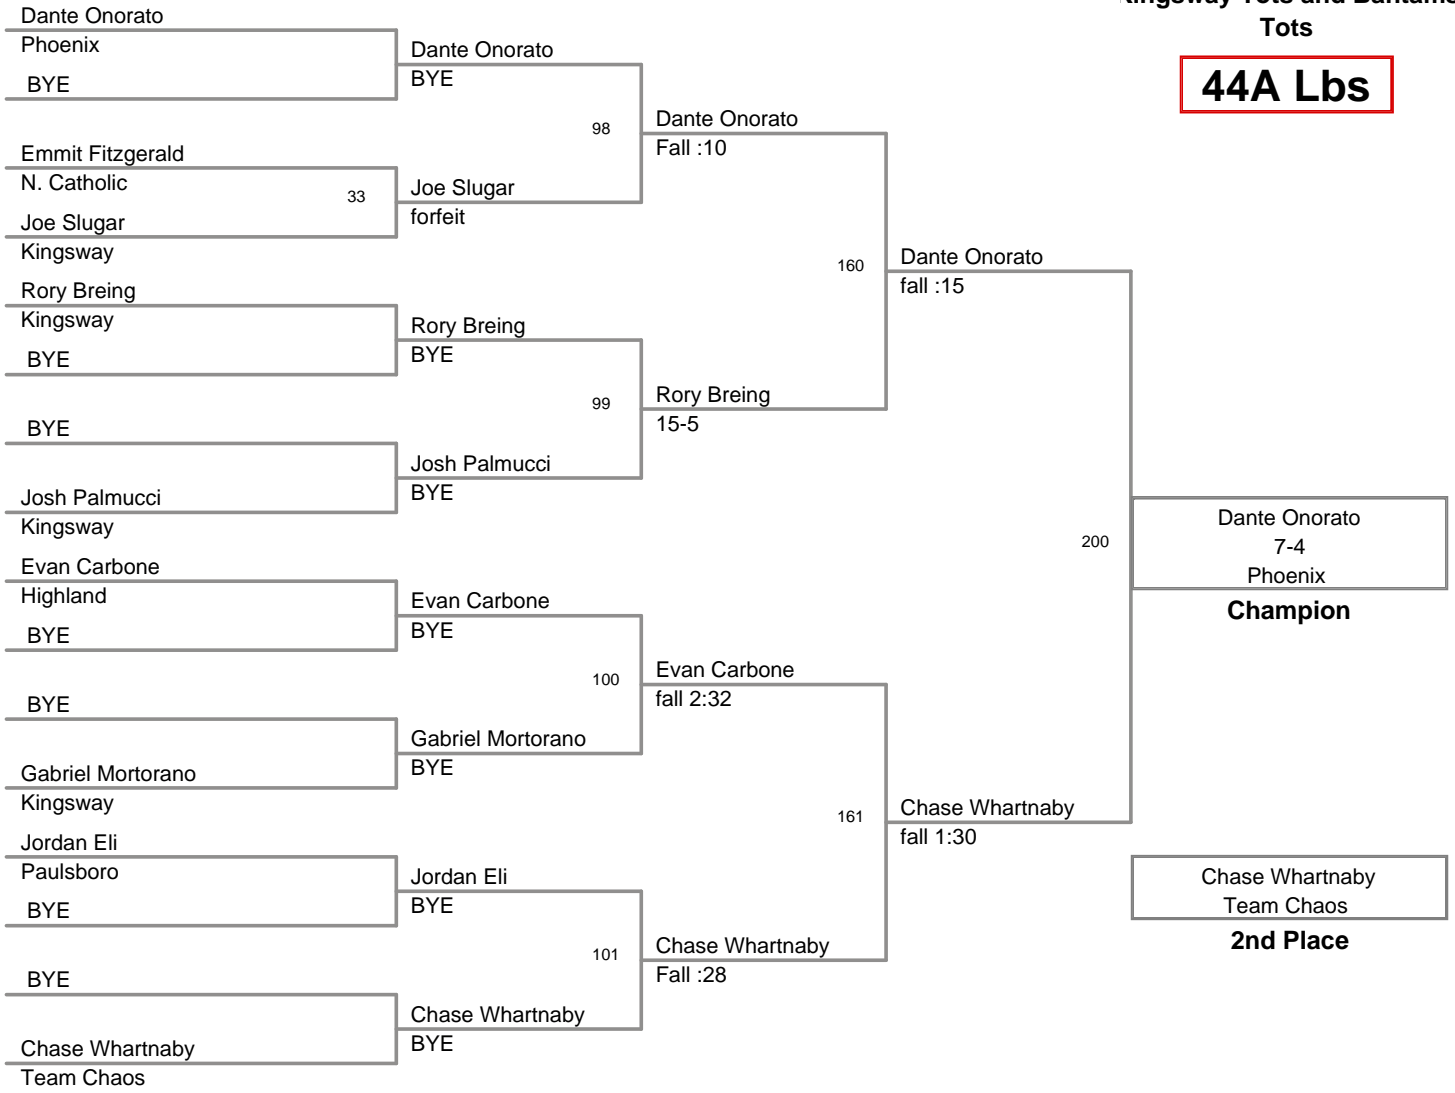 Kingsway Tots and Bantams
Tots
44A Lbs
Dante Onorato
Phoenix
BYE
Emmit Fitzgerald
N. Catholic
33
Joe Slugar
Kingsway
Rory Breing
Kingsway
BYE
BYE
Josh Palmucci
Kingsway
Evan Carbone
Highland
BYE
BYE
Gabriel Mortorano
Kingsway
Jordan Eli
Paulsboro
BYE
BYE
Chase Whartnaby
Team Chaos
Dante Onorato
BYE
98
Joe Slugar
forfeit
Rory Breing
BYE
99
Josh Palmucci
BYE
Evan Carbone
BYE
100
Gabriel Mortorano
BYE
Jordan Eli
BYE
101
Chase Whartnaby
BYE
Dante Onorato
Fall :10
160
Rory Breing
15-5
Evan Carbone
fall 2:32
161
Chase Whartnaby
Fall :28
Dante Onorato
fall :15
200
Chase Whartnaby
fall 1:30
Dante Onorato
7-4
Phoenix
Champion
Chase Whartnaby
Team Chaos
2nd Place